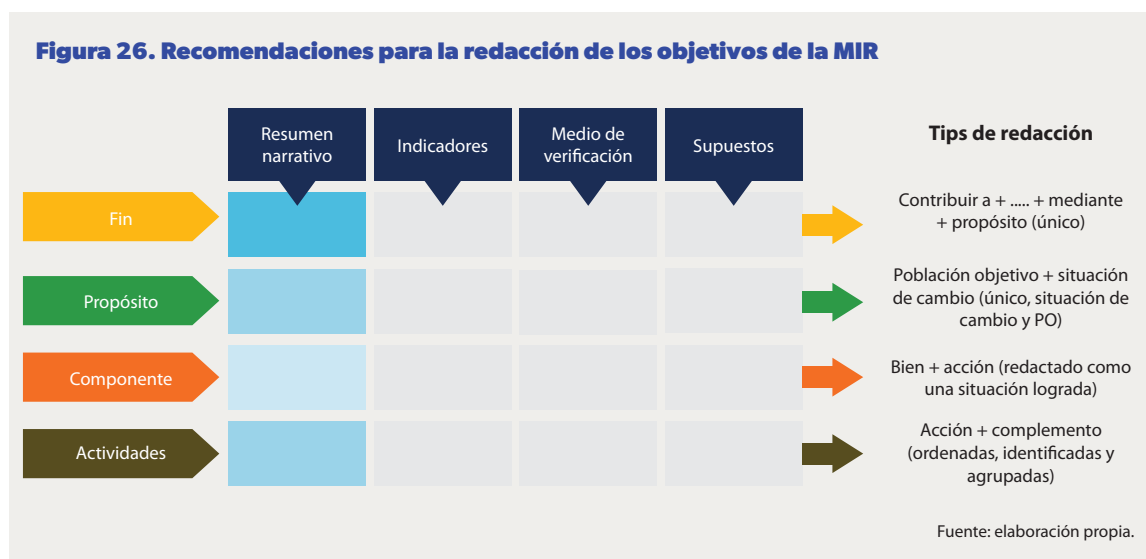 Figura 26. Recomendaciones para la redacción de los objetivos de la MIR
Resumen
narrativo
Indicadores
Medio de
verificación
Supuestos
Tips de redacción
Fin
Contribuir a + ..... + mediante
+ propósito (único)
Propósito
Población objetivo + situación
de cambio (único, situación de
cambio y PO)
Componente
Bien + acción (redactado como
una situación lograda)
Actividades
Acción + complemento
(ordenadas, identificadas y
agrupadas)
Fuente: elaboración propia.